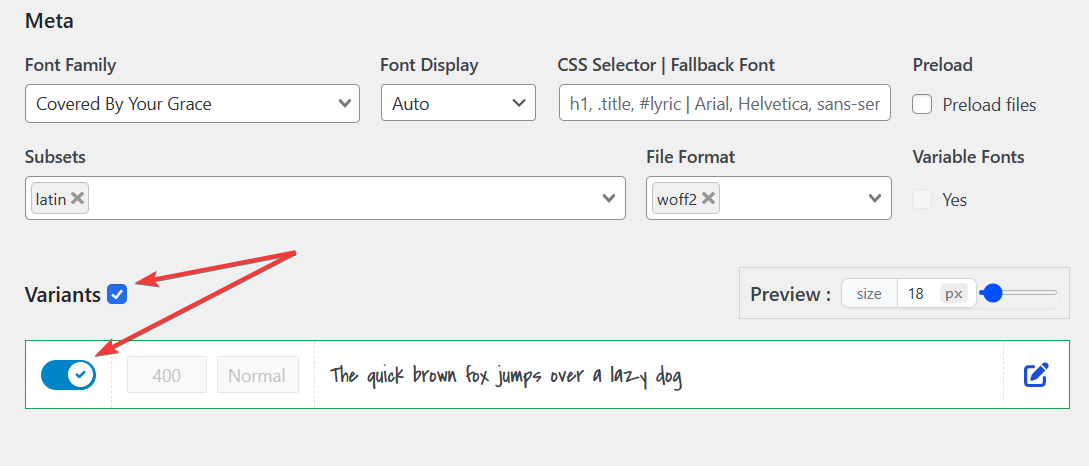 Meta
Font Family
Font Display
CSS Selector | Fallback Font
Preload
Covered By Your Grace
Auto
h1, .title, #lyric | Arial, Helvetica, sans-ser
Preload files
Subsets
File Format
Variable Fonts
latin
woff2
Yes
Variants
Preview :
size
18
px
400
Normal
The quick brown fox jumps over a lazy dog